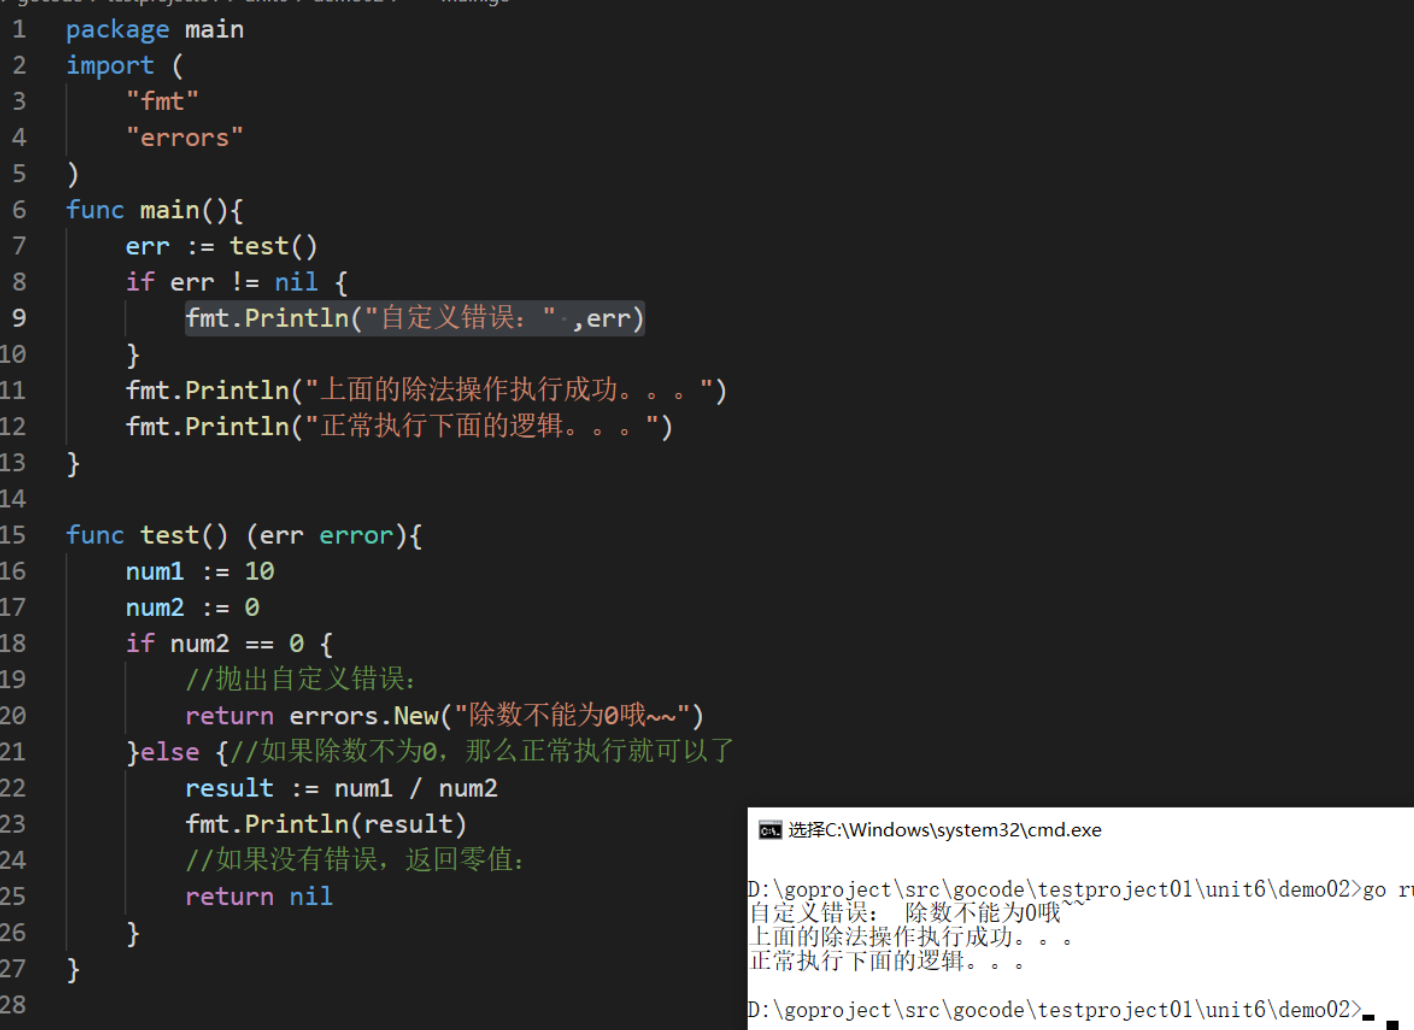 1 package main
2 import (
3 "fmt"
4 "errors"
5 )
6 func main(){
7 err := test()
8 if err != nil {
9 fmt.Println("自定义错误：" ,err)
10 }
11 fmt.Println("上面的除法操作执行成功。。。")
12 fmt.Println("正常执行下面的逻辑。。。")
13 }
14
15 func test() (err error){
16 num1 := 10
17 num2 := 0
18 if num2 == 0 {
19 //抛出自定义错误：
20 return errors.New("除数不能为0哦~~")
21 }else {//如果除数不为0，那么正常执行就可以了
22 result := num1 / num2
23 fmt.Println(result)
24 //如果没有错误，返回零值：
25 return nil
26 }
27 }
28
选择C:\Windows\system32\cmd.exe
D:\goproject\src\gocode\testproject01\unit6\demo02>go ru
自定义错误： 除数不能为0哦~~
上面的除法操作执行成功。。。
正常执行下面的逻辑。。。
D:\goproject\src\gocode\testproject01\unit6\demo02>